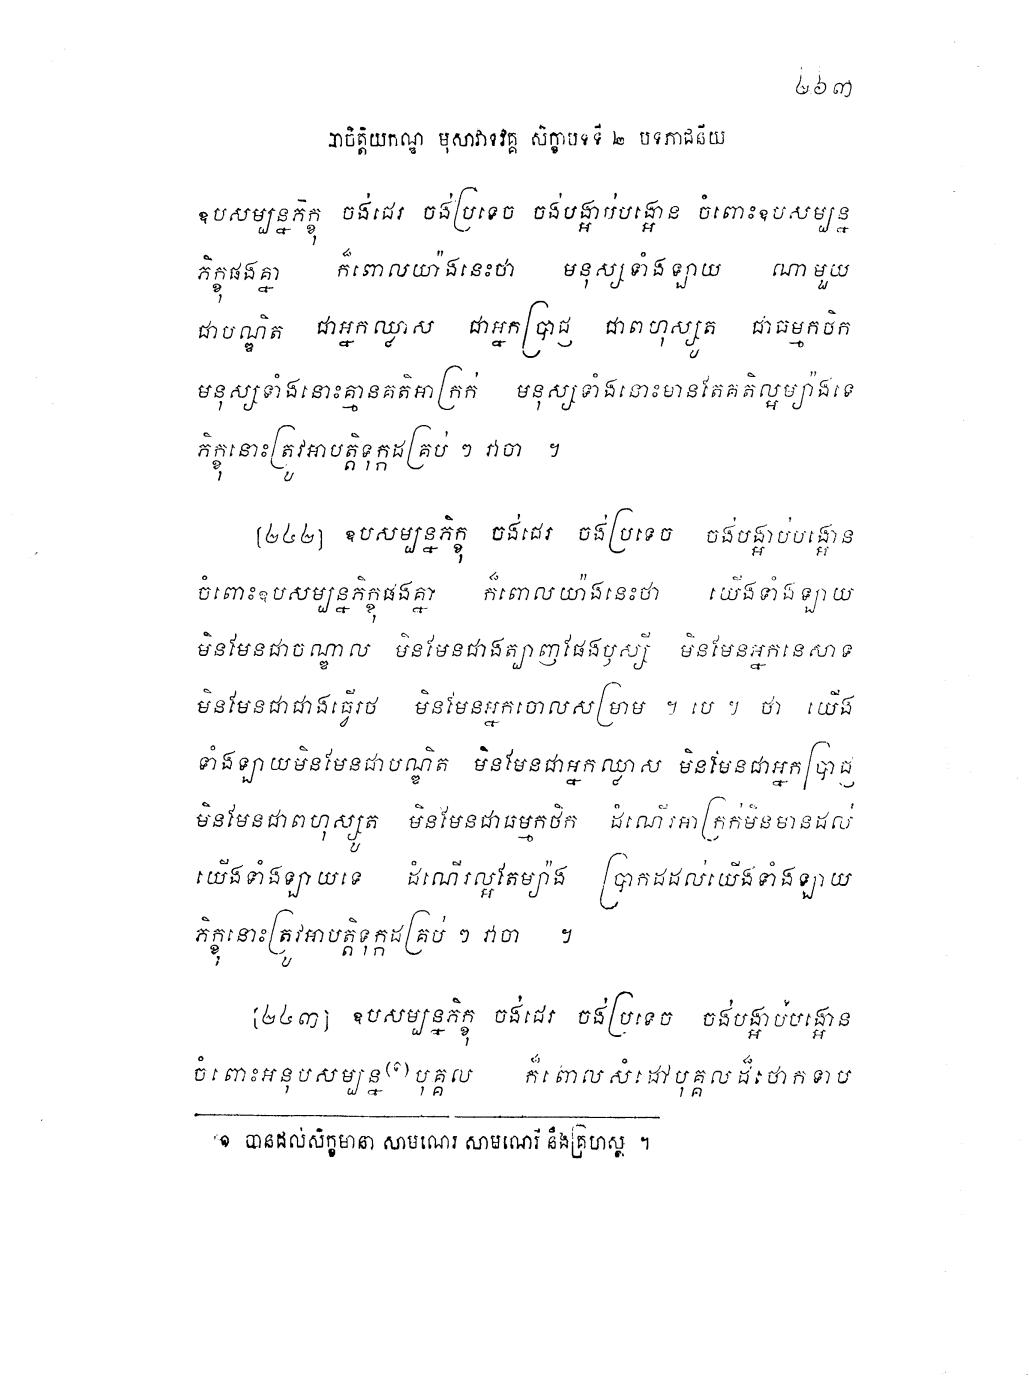 ៤៦៣
បាចិត្តិយកណ្ឌ មុសាវាទវគ្គ សិក្ខាបទទី ២ បទភាជនីយ
ឧបសម្បន្នភិក្ខុ ចង់ជេរ ចង់ប្រទេច ចង់បង្អាប់បង្អោន ចំពោះឧបសម្បន្ន
ភិក្ខុផងគ្នា ក៏ពោលយ៉ាងនេះថា មនុស្សទាំងឡាយ ណាមួយ
ជាបណ្ឌិត ជាអ្នកឈ្លាស ជាអ្នកប្រាជ្ញ ជាពហុស្សូត ជាធម្មកថិក
មនុស្សទាំងនោះគ្មានគតិអាក្រក់ មនុស្សទាំងនោះមានតែគតិល្អម្យ៉ាងទេ
ភិក្ខុនោះត្រូវអាបត្តិទុក្កដគ្រប់ ៗ វាចា ។
[២៤២] ឧបសម្បន្នភិក្ខុ ចង់ជេរ ចង់ប្រទេច ចង់បង្អាប់បង្អោន
ចំពោះឧបសម្បន្នភិក្ខុផងគ្នា ក៏ពោលយ៉ាងនេះថា យើងទាំងឡាយ
មិនមែនជាចណ្ឌាល មិនមែនជាងត្បាញផែងឫស្សី មិនមែនអ្នកនេសាទ
មិនមែនជាជាងធ្វើរថ មិនមែនអ្នកចោលសម្រាម ។ បេ ។ ថា យើង
ទាំងឡាយមិនមែនជាបណ្ឌិត មិនមែនជាអ្នកឈ្លាស មិនមែនជាអ្នកប្រាជ្ញ
មិនមែនជាពហុស្សូត មិនមែនជាធម្មកថិក ដំណើរអាក្រក់មិនមានដល់
យើងទាំងឡាយទេ ដំណើរល្អតែម្យ៉ាង ប្រាកដដល់យើងទាំងឡាយ
ភិក្ខុនោះត្រូវអាបត្តិទុក្កដគ្រប់ ៗ វាចា ។
[២៤៣] ឧបសម្បន្នភិក្ខុ ចង់ជេរ ចង់ប្រទេច ចង់បង្អាប់បង្អោន
ចំពោះអនុបសម្បន្ន(១) បុគ្គល ក៏ពោលសំដៅបុគ្គលដ៏ថោកទាប
១ បានដល់សិក្ខមានា សាមណេរ សាមណេរី និងគ្រហស្ថ ។